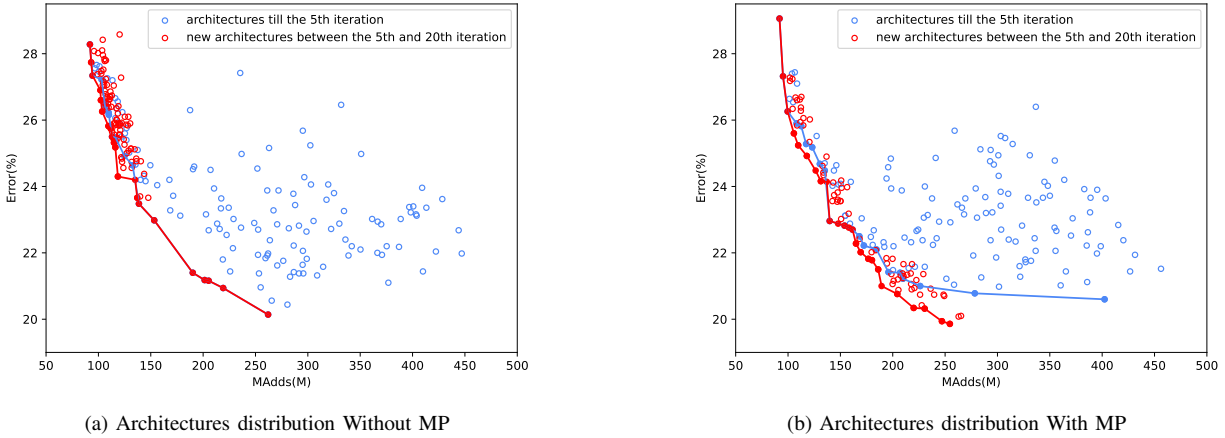 architectures till the 5th iteration
new architectures between the 5th and 20th iteration
28
26
24
22
20
Error(%)
50 100 150 200 250 300 350 400 450 500
MAdds(M)
(a) Architectures distribution Without MP
architectures till the 5th iteration
new architectures between the 5th and 20th iteration
28
26
24
22
20
Error(%)
50 100 150 200 250 300 350 400 450 500
MAdds(M)
(b) Architectures distribution With MP